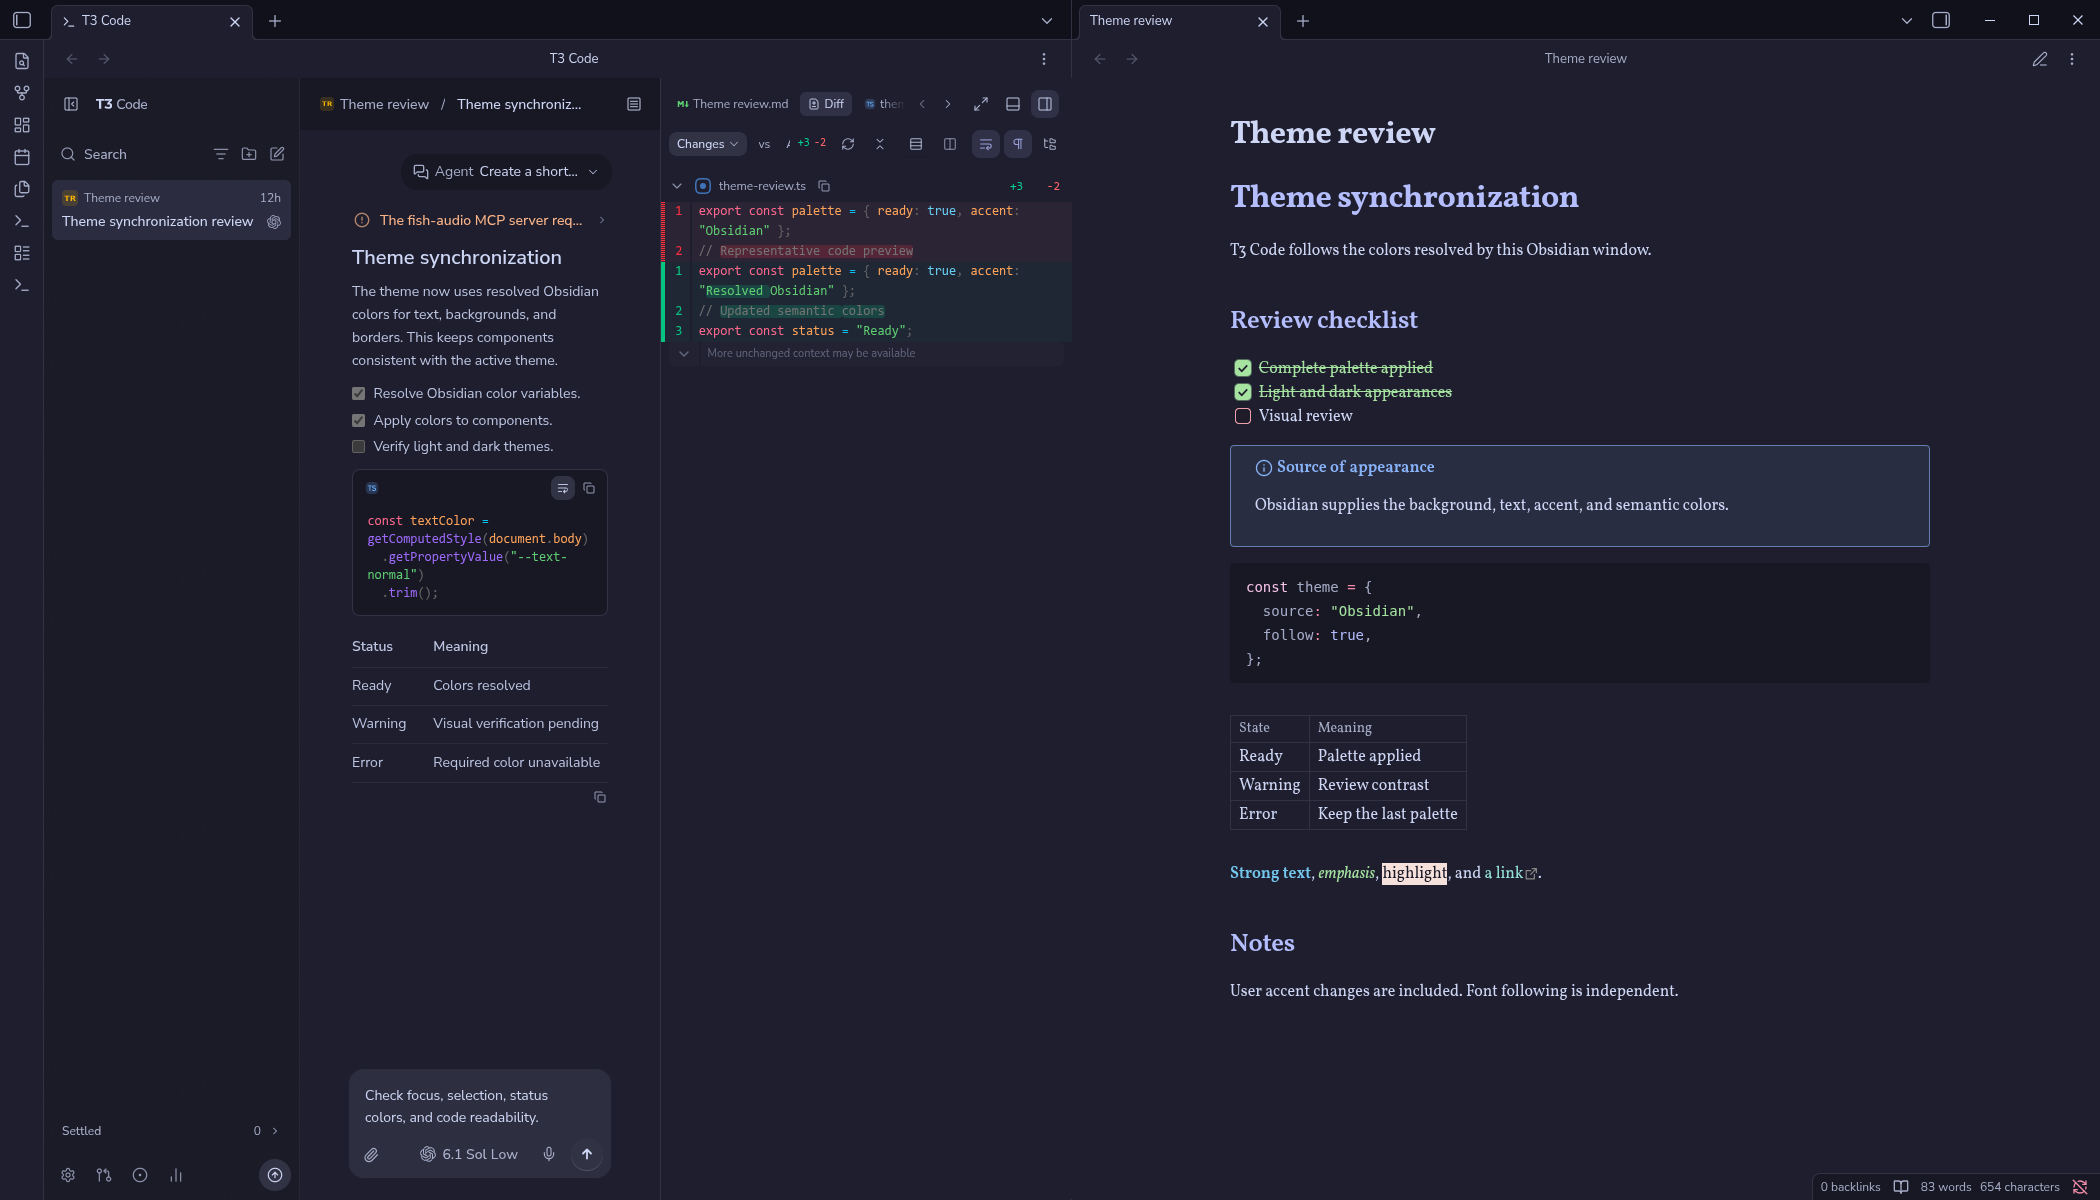 T3 Code
Theme review
T3 Code
Theme review
T3 Code
Search
TR Theme review 12h
Theme synchronization review
Settled 0
TR Theme review / Theme synchroniz...
Agent Create a short...
The fish-audio MCP server req...
Theme synchronization
The theme now uses resolved Obsidian
colors for text, backgrounds, and
borders. This keeps components
consistent with the active theme.
Resolve Obsidian color variables.
Apply colors to components.
Verify light and dark themes.
TS
const textColor =
getComputedStyle(document.body)
.getPropertyValue("--text-
normal")
.trim();
Status Meaning
Ready Colors resolved
Warning Visual verification pending
Error Required color unavailable
Check focus, selection, status
colors, and code readability.
6.1 Sol Low
M↓ Theme review.md Diff TS then
Changes vs +3 -2
theme-review.ts +3 -2
1 export const palette = { ready: true, accent:
"Obsidian" };
2 // Representative code preview
1 export const palette = { ready: true, accent:
"Resolved Obsidian" };
2 // Updated semantic colors
3 export const status = "Ready";
More unchanged context may be available
Theme review
Theme synchronization
T3 Code follows the colors resolved by this Obsidian window.
Review checklist
Complete palette applied
Light and dark appearances
Visual review
Source of appearance
Obsidian supplies the background, text, accent, and semantic colors.
const theme = {
source: "Obsidian",
follow: true,
};
State Meaning
Ready Palette applied
Warning Review contrast
Error Keep the last palette
Strong text, emphasis, highlight, and a link.
Notes
User accent changes are included. Font following is independent.
0 backlinks 83 words 654 characters